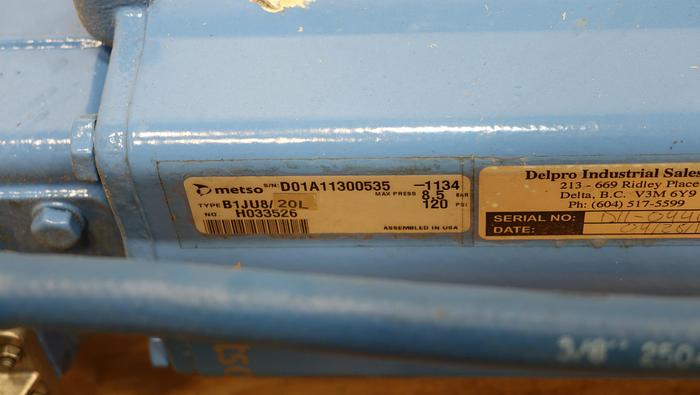 metso S/N: D01A11300535 -1134
MAX PRESS 8.5 BAR
TYPE B1JU8/20L 120 PSI
NO. H033526
ASSEMBLED IN USA
Delpro Industrial Sales
213 - 669 Ridley Place
Delta, B.C. V3M 6Y9
Ph: (604) 517-5599
SERIAL NO:
DATE:
3/8" 250